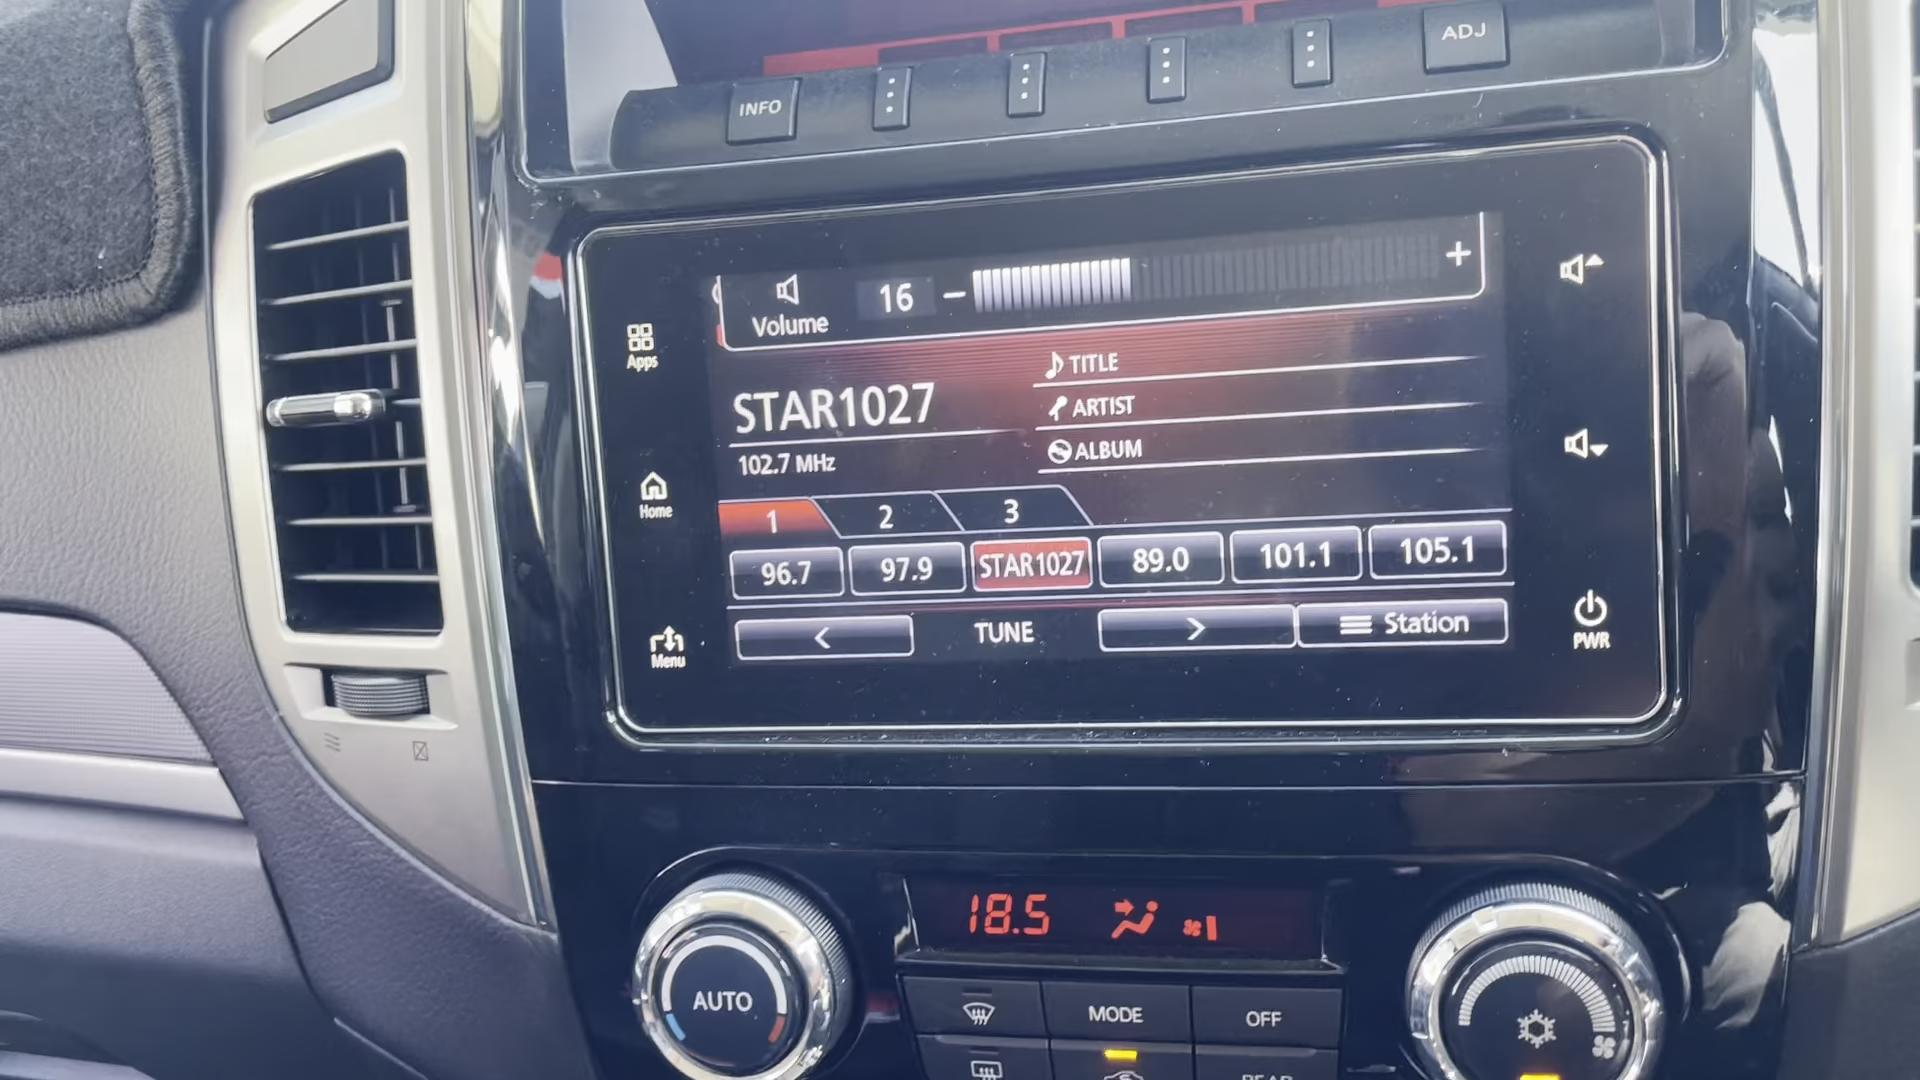 INFO
ADJ
Volume
16
− +
Apps
TITLE
STAR1027
ARTIST
102.7 MHz
ALBUM
Home
1 2 3
96.7 97.9 STAR1027 89.0 101.1 105.1
Menu
< TUNE > Station
PWR
18.5
AUTO
MODE
OFF
REAR